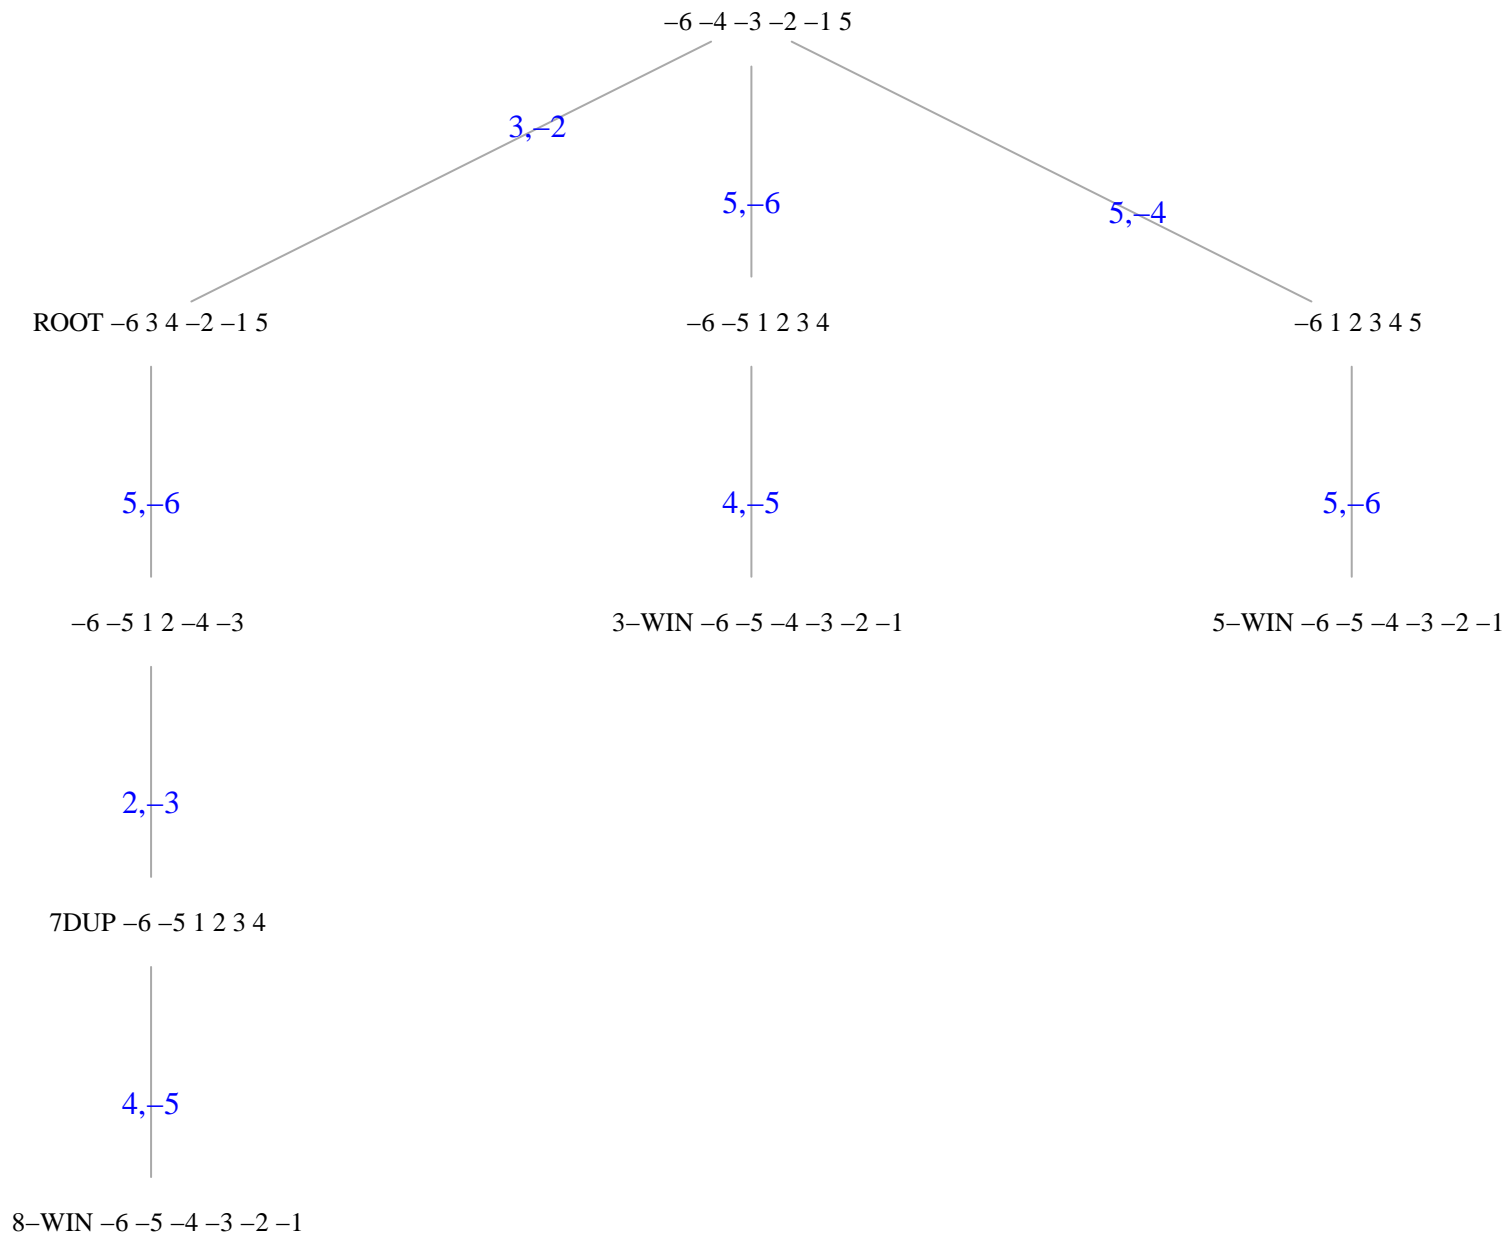 –6 –4 –3 –2 –1 5
3,–2
5,–6
5,–4
ROOT –6 3 4 –2 –1 5
–6 –5 1 2 3 4
–6 1 2 3 4 5
5,–6
4,–5
5,–6
–6 –5 1 2 –4 –3
3–WIN –6 –5 –4 –3 –2 –1
5–WIN –6 –5 –4 –3 –2 –1
2,–3
7DUP –6 –5 1 2 3 4
4,–5
8–WIN –6 –5 –4 –3 –2 –1